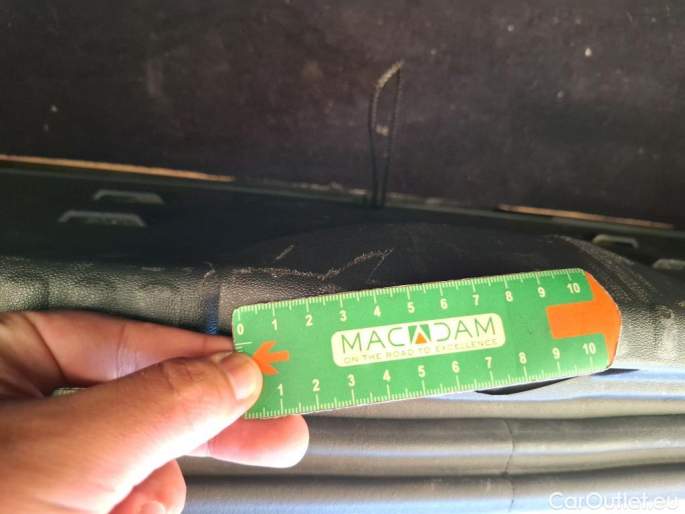 0 1 2 3 4 5 6 7 8 9 10
MACADAM
ON THE ROAD TO EXCELLENCE
1 2 3 4 5 6 7 8 9 10
CarOutlet.eu